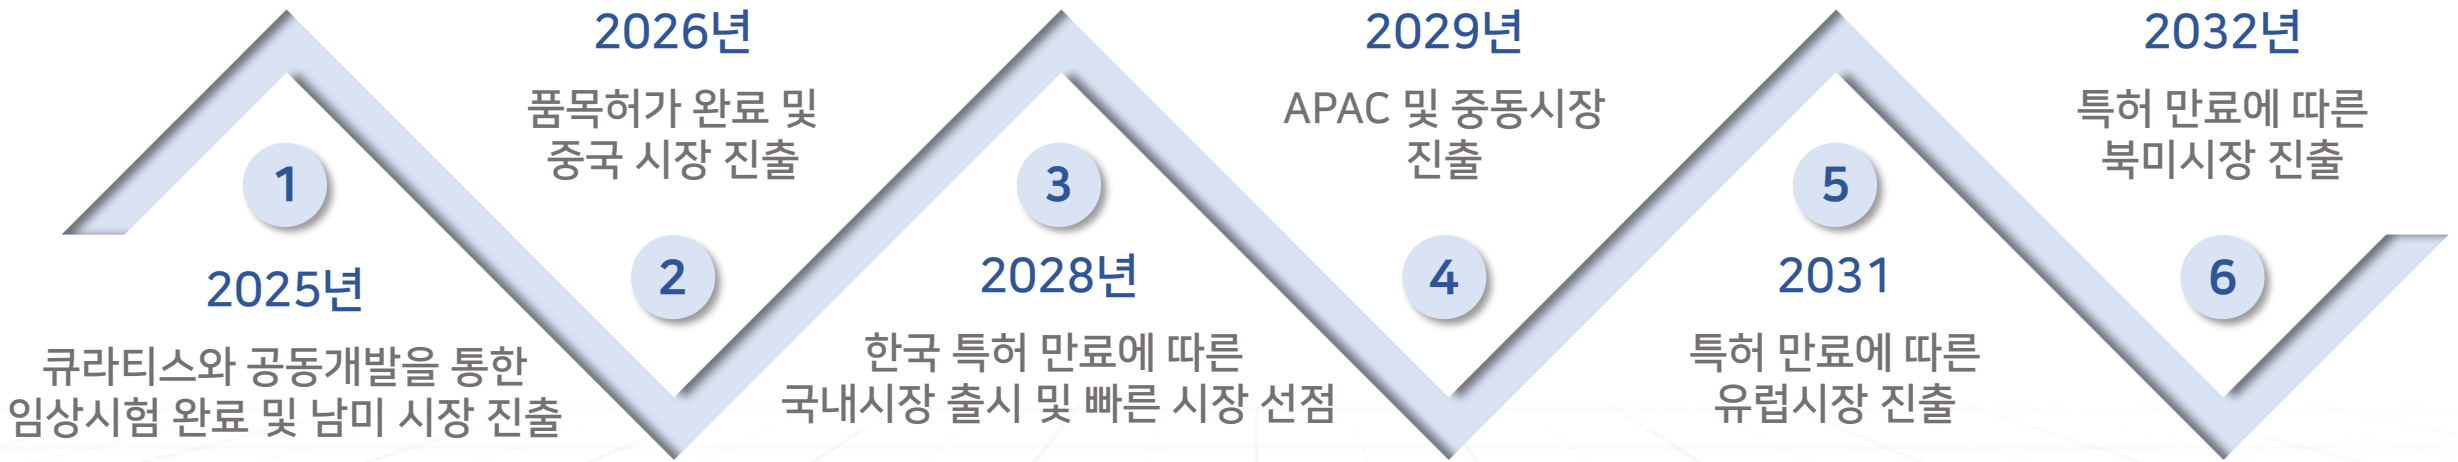 1
2025년
큐라티스와 공동개발을 통한
임상시험 완료 및 남미 시장 진출
2026년
품목허가 완료 및
중국 시장 진출
2
3
2028년
한국 특허 만료에 따른
국내시장 출시 및 빠른 시장 선점
2029년
APAC 및 중동시장
진출
4
5
2031
특허 만료에 따른
유럽시장 진출
2032년
특허 만료에 따른
북미시장 진출
6